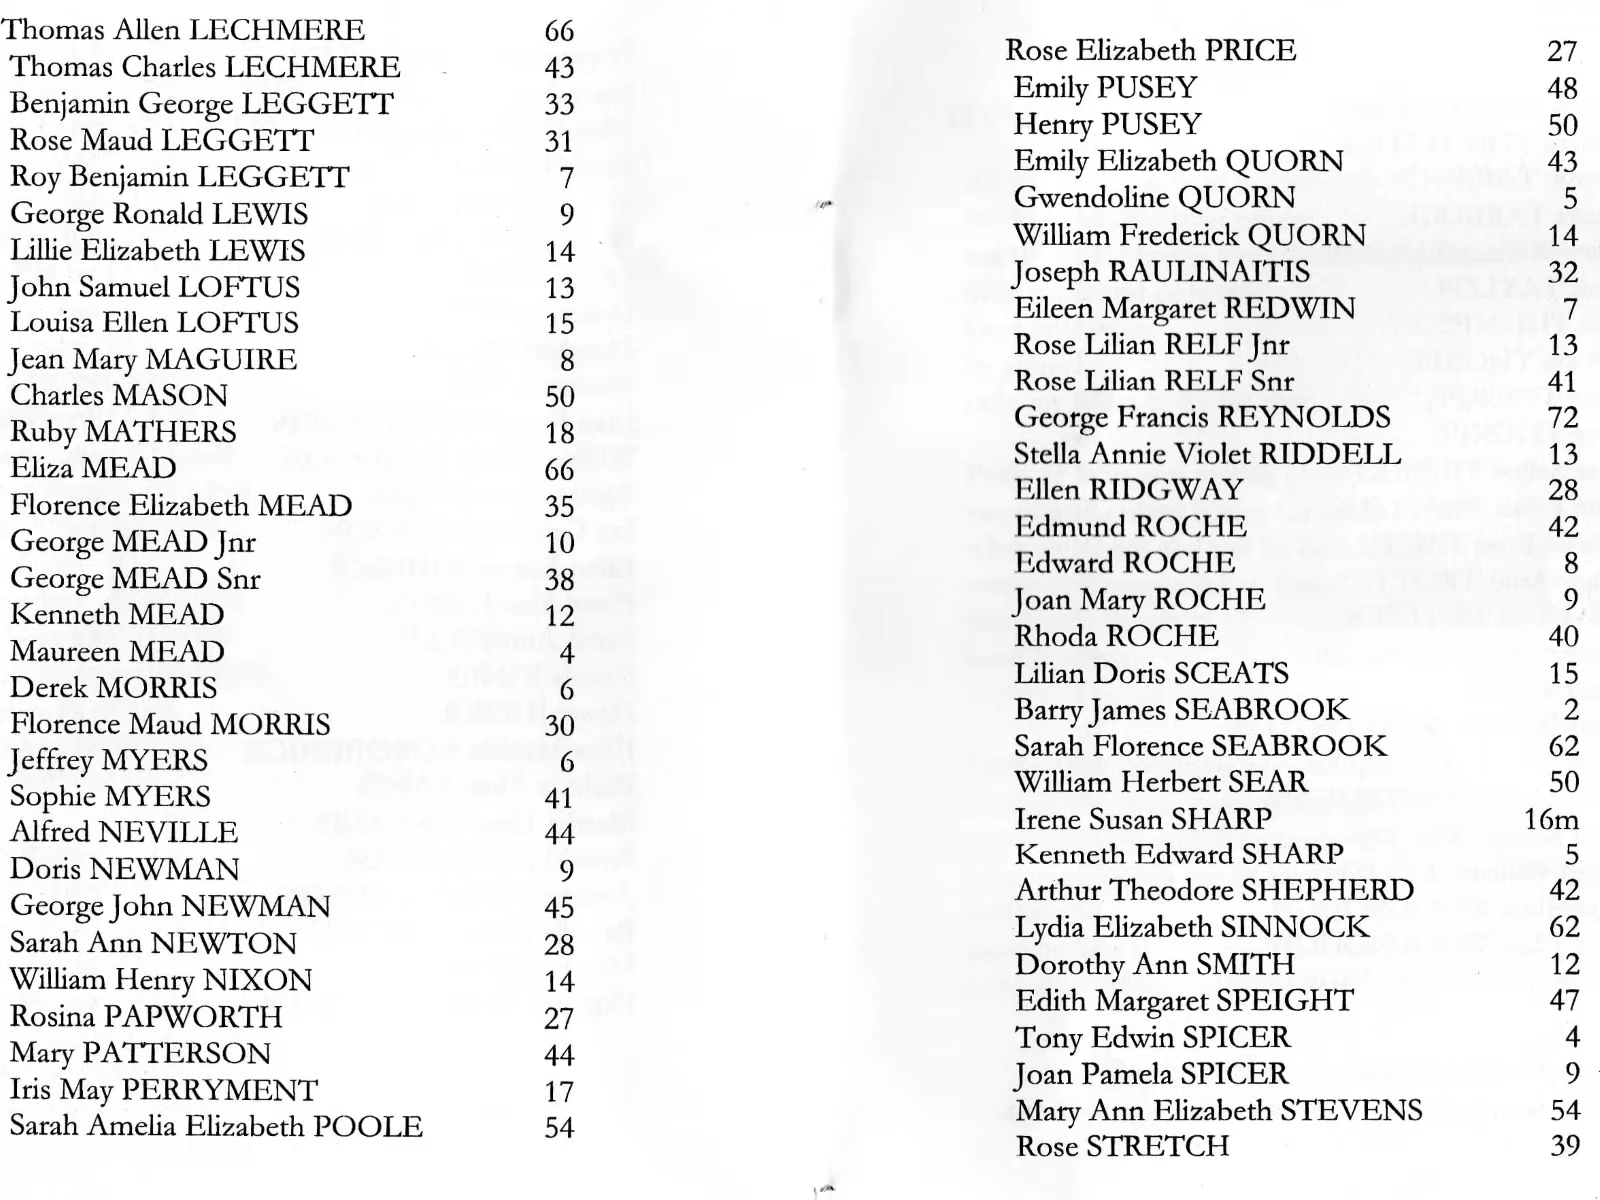 Thomas Allen LECHMERE 66
Thomas Charles LECHMERE 43
Benjamin George LEGGETT 33
Rose Maud LEGGETT 31
Roy Benjamin LEGGETT 7
George Ronald LEWIS 9
Lillie Elizabeth LEWIS 14
John Samuel LOFTUS 13
Louisa Ellen LOFTUS 15
Jean Mary MAGUIRE 8
Charles MASON 50
Ruby MATHERS 18
Eliza MEAD 66
Florence Elizabeth MEAD 35
George MEAD Jnr 10
George MEAD Snr 38
Kenneth MEAD 12
Maureen MEAD 4
Derek MORRIS 6
Florence Maud MORRIS 30
Jeffrey MYERS 6
Sophie MYERS 41
Alfred NEVILLE 44
Doris NEWMAN 9
George John NEWMAN 45
Sarah Ann NEWTON 28
William Henry NIXON 14
Rosina PAPWORTH 27
Mary PATTERSON 44
Iris May PERRYMENT 17
Sarah Amelia Elizabeth POOLE 54
Rose Elizabeth PRICE 27
Emily PUSEY 48
Henry PUSEY 50
Emily Elizabeth QUORN 43
Gwendoline QUORN 5
William Frederick QUORN 14
Joseph RAULINAITIS 32
Eileen Margaret REDWIN 7
Rose Lilian RELF Jnr 13
Rose Lilian RELF Snr 41
George Francis REYNOLDS 72
Stella Annie Violet RIDDELL 13
Ellen RIDGWAY 28
Edmund ROCHE 42
Edward ROCHE 8
Joan Mary ROCHE 9
Rhoda ROCHE 40
Lilian Doris SCEATS 15
Barry James SEABROOK 2
Sarah Florence SEABROOK 62
William Herbert SEAR 50
Irene Susan SHARP 16m
Kenneth Edward SHARP 5
Arthur Theodore SHEPHERD 42
Lydia Elizabeth SINNOCK 62
Dorothy Ann SMITH 12
Edith Margaret SPEIGHT 47
Tony Edwin SPICER 4
Joan Pamela SPICER 9
Mary Ann Elizabeth STEVENS 54
Rose STRETCH 39